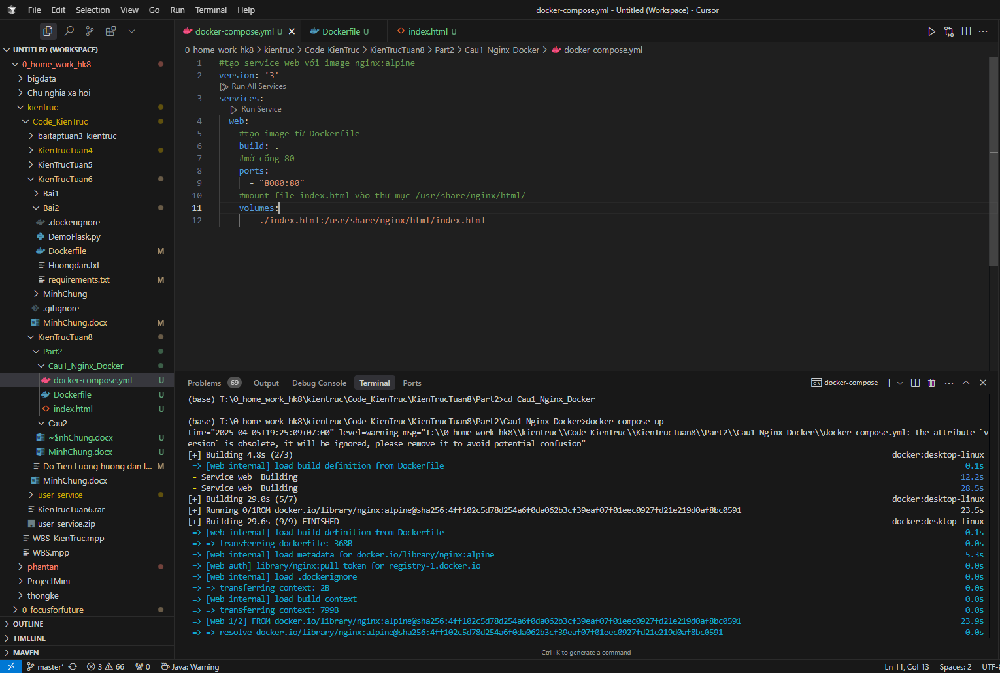 File Edit Selection View Go Run Terminal Help
docker-compose.yml - Untitled (Workspace) - Cursor
UNTITLED (WORKSPACE)
0_home_work_hk8
bigdata
Chu nghia xa hoi
kientruc
Code_KienTruc
baitaptuan3_kientruc
KienTrucTuan4
KienTrucTuan5
KienTrucTuan6
Bai1
Bai2
.dockerignore
DemoFlask.py
Dockerfile M
Huongdan.txt
requirements.txt M
MinhChung
.gitignore
MinhChung.docx M
KienTrucTuan8
Part2
Cau1_Nginx_Docker
docker-compose.yml U
Dockerfile U
index.html U
Cau2
~$nhChung.docx U
MinhChung.docx U
Do Tien Luong huong dan l... M
MinhChung.docx
user-service
KienTrucTuan6.rar
user-service.zip
WBS_KienTruc.mpp
WBS.mpp
phantan
ProjectMini
thongke
0_focusforfuture
OUTLINE
TIMELINE
MAVEN
docker-compose.yml U
Dockerfile U
index.html U
0_home_work_hk8 > kientruc > Code_KienTruc > KienTrucTuan8 > Part2 > Cau1_Nginx_Docker > docker-compose.yml
1 #tạo service web với image nginx:alpine
2 version: '3'
Run All Services
3 services:
Run Service
4 web:
5 #tạo image từ Dockerfile
6 build: .
7 #mở cổng 80
8 ports:
9 - "8080:80"
10 #mount file index.html vào thư mục /usr/share/nginx/html/
11 volumes:
12 - ./index.html:/usr/share/nginx/html/index.html
Problems 69 Output Debug Console Terminal Ports
docker-compose
(base) T:\0_home_work_hk8\kientruc\Code_KienTruc\KienTrucTuan8\Part2>cd Cau1_Nginx_Docker
(base) T:\0_home_work_hk8\kientruc\Code_KienTruc\KienTrucTuan8\Part2\Cau1_Nginx_Docker>docker-compose up
time="2025-04-05T19:25:09+07:00" level=warning msg="T:\\0_home_work_hk8\\kientruc\\Code_KienTruc\\KienTrucTuan8\\Part2\\Cau1_Nginx_Docker\\docker-compose.yml: the attribute `v
ersion` is obsolete, it will be ignored, please remove it to avoid potential confusion"
[+] Building 4.8s (2/3) docker:desktop-linux
=> [web internal] load build definition from Dockerfile 0.1s
- Service web Building 12.2s
- Service web Building 28.5s
[+] Building 29.0s (5/7) docker:desktop-linux
[+] Running 0/1ROM docker.io/library/nginx:alpine@sha256:4ff102c5d78d254a6f0da062b3cf39eaf07f01eec0927fd21e219d0af8bc0591 23.5s
[+] Building 29.6s (9/9) FINISHED docker:desktop-linux
=> [web internal] load build definition from Dockerfile 0.1s
=> => transferring dockerfile: 368B 0.0s
=> [web internal] load metadata for docker.io/library/nginx:alpine 5.3s
=> [web auth] library/nginx:pull token for registry-1.docker.io 0.0s
=> [web internal] load .dockerignore 0.0s
=> => transferring context: 2B 0.0s
=> [web internal] load build context 0.0s
=> => transferring context: 799B 0.0s
=> [web 1/2] FROM docker.io/library/nginx:alpine@sha256:4ff102c5d78d254a6f0da062b3cf39eaf07f01eec0927fd21e219d0af8bc0591 23.9s
=> => resolve docker.io/library/nginx:alpine@sha256:4ff102c5d78d254a6f0da062b3cf39eaf07f01eec0927fd21e219d0af8bc0591 0.0s
Ctrl+K to generate a command
master* 3 66 0 Java: Warning
Ln 11, Col 13 Spaces: 2 UTF-